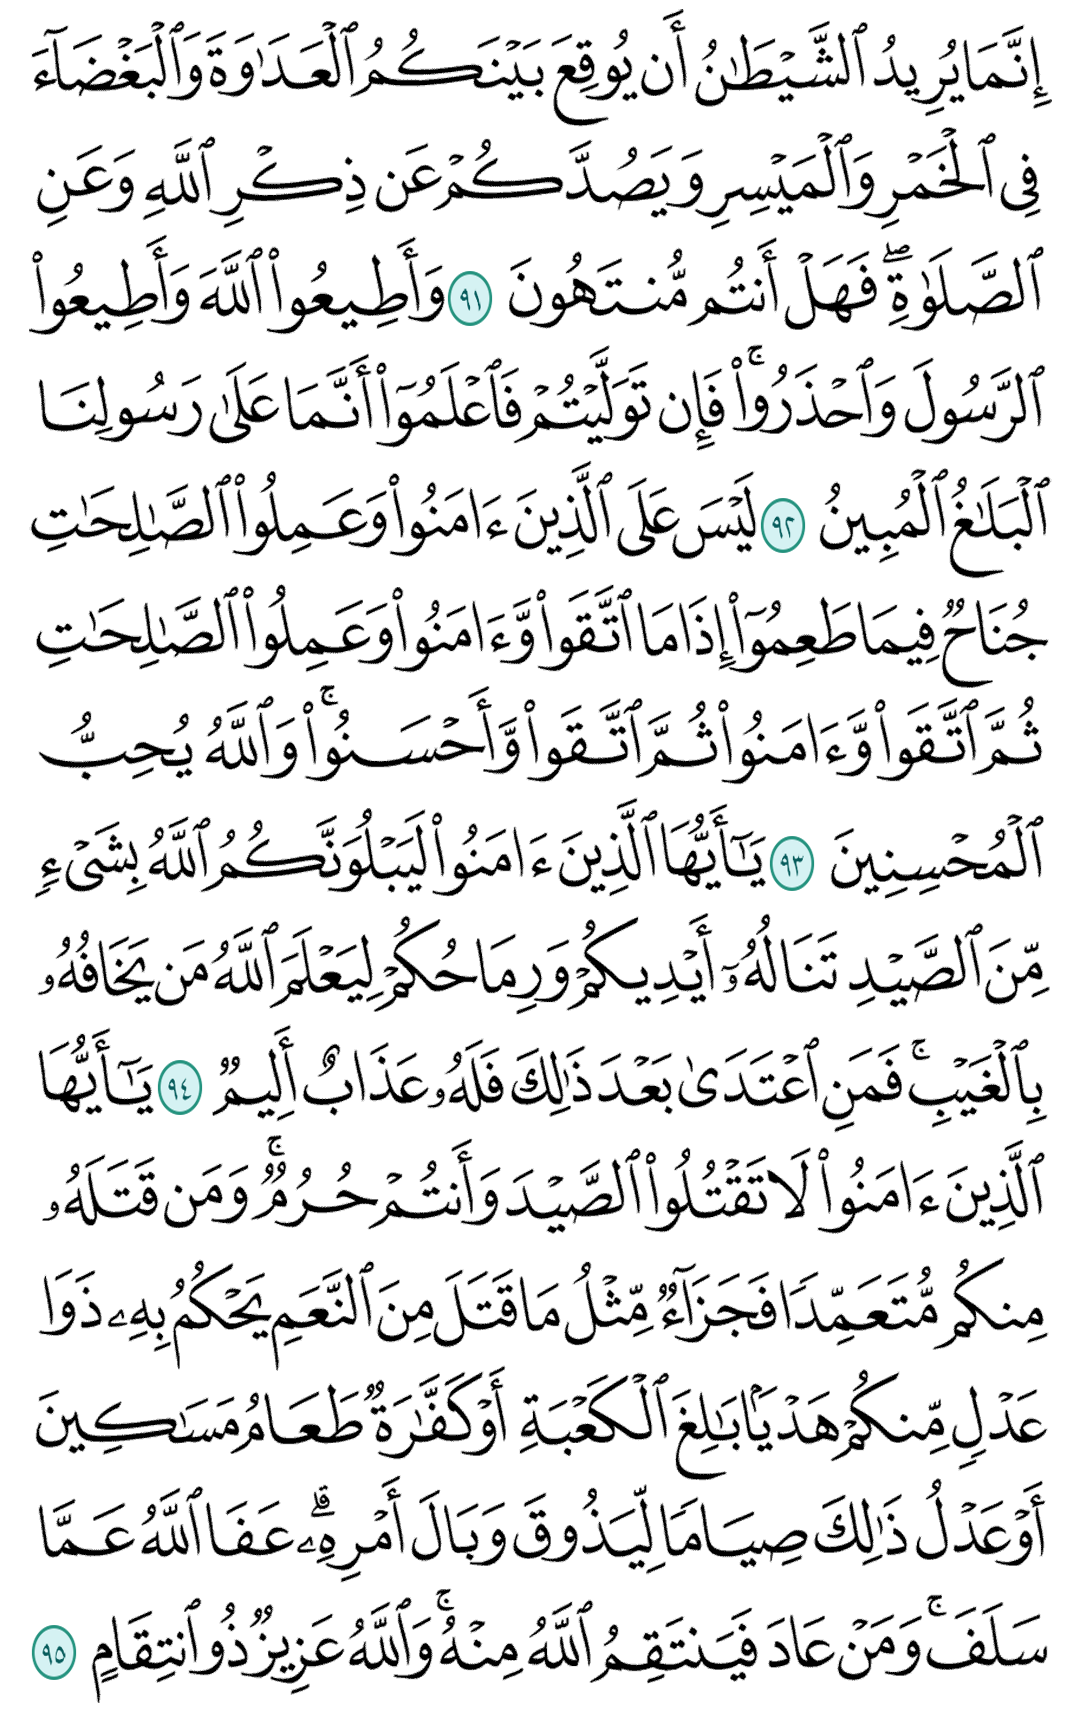 إِنَّمَا يُرِيدُ ٱلشَّيْطَٰنُ أَن يُوقِعَ بَيْنَكُمُ ٱلْعَدَٰوَةَ وَٱلْبَغْضَآءَ
فِى ٱلْخَمْرِ وَٱلْمَيْسِرِ وَيَصُدَّكُمْ عَن ذِكْرِ ٱللَّهِ وَعَنِ
ٱلصَّلَوٰةِ ۖ فَهَلْ أَنتُم مُّنتَهُونَ ٩١ وَأَطِيعُوا۟ ٱللَّهَ وَأَطِيعُوا۟
ٱلرَّسُولَ وَٱحْذَرُوا۟ ۚ فَإِن تَوَلَّيْتُمْ فَٱعْلَمُوٓا۟ أَنَّمَا عَلَىٰ رَسُولِنَا
ٱلْبَلَٰغُ ٱلْمُبِينُ ٩٢ لَيْسَ عَلَى ٱلَّذِينَ ءَامَنُوا۟ وَعَمِلُوا۟ ٱلصَّٰلِحَٰتِ
جُنَاحٌ فِيمَا طَعِمُوٓا۟ إِذَا مَا ٱتَّقَوا۟ وَّءَامَنُوا۟ وَعَمِلُوا۟ ٱلصَّٰلِحَٰتِ
ثُمَّ ٱتَّقَوا۟ وَّءَامَنُوا۟ ثُمَّ ٱتَّقَوا۟ وَّأَحْسَنُوا۟ ۚ وَٱللَّهُ يُحِبُّ
ٱلْمُحْسِنِينَ ٩٣ يَٰٓأَيُّهَا ٱلَّذِينَ ءَامَنُوا۟ لَيَبْلُوَنَّكُمُ ٱللَّهُ بِشَىْءٍ
مِّنَ ٱلصَّيْدِ تَنَالُهُۥٓ أَيْدِيكُمْ وَرِمَاحُكُمْ لِيَعْلَمَ ٱللَّهُ مَن يَخَافُهُۥ
بِٱلْغَيْبِ ۚ فَمَنِ ٱعْتَدَىٰ بَعْدَ ذَٰلِكَ فَلَهُۥ عَذَابٌ أَلِيمٌ ٩٤ يَٰٓأَيُّهَا
ٱلَّذِينَ ءَامَنُوا۟ لَا تَقْتُلُوا۟ ٱلصَّيْدَ وَأَنتُمْ حُرُمٌ ۚ وَمَن قَتَلَهُۥ
مِنكُم مُّتَعَمِّدًا فَجَزَآءٌ مِّثْلُ مَا قَتَلَ مِنَ ٱلنَّعَمِ يَحْكُمُ بِهِۦ ذَوَا
عَدْلٍ مِّنكُمْ هَدْيًۢا بَٰلِغَ ٱلْكَعْبَةِ أَوْ كَفَّٰرَةٌ طَعَامُ مَسَٰكِينَ
أَوْ عَدْلُ ذَٰلِكَ صِيَامًا لِّيَذُوقَ وَبَالَ أَمْرِهِۦ ۗ عَفَا ٱللَّهُ عَمَّا
سَلَفَ ۚ وَمَنْ عَادَ فَيَنتَقِمُ ٱللَّهُ مِنْهُ ۚ وَٱللَّهُ عَزِيزٌ ذُو ٱنتِقَامٍ ٩٥